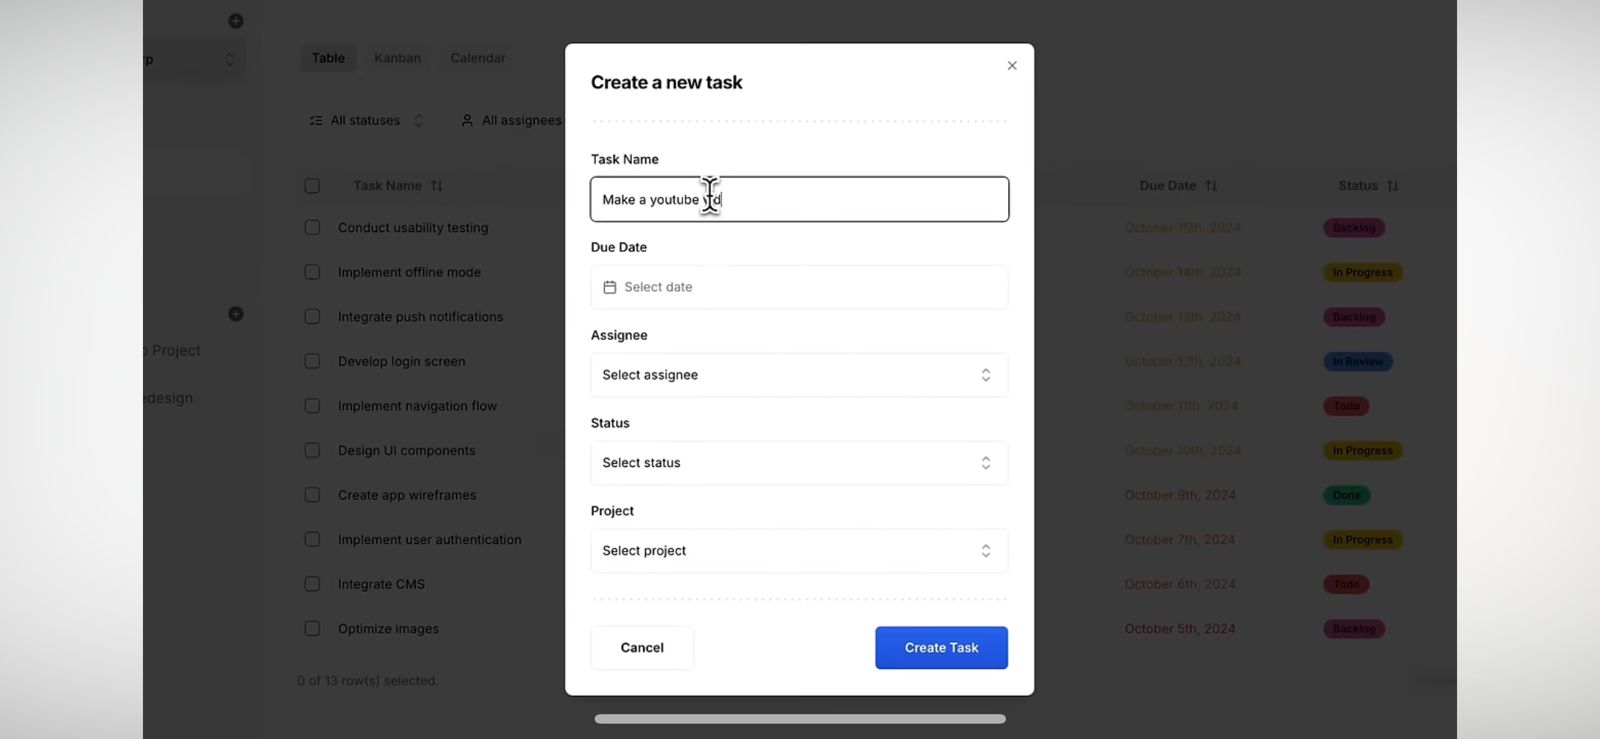 rp
Table Kanban Calendar
All statuses All assignees
Task Name Due Date Status
Conduct usability testing October 15th, 2024 Backlog
Implement offline mode October 14th, 2024 In Progress
Integrate push notifications October 13th, 2024 Backlog
Develop login screen October 12th, 2024 In Review
Implement navigation flow October 11th, 2024 Todo
Design UI components October 10th, 2024 In Progress
Create app wireframes October 9th, 2024 Done
Implement user authentication October 7th, 2024 In Progress
Integrate CMS October 6th, 2024 Todo
Optimize images October 5th, 2024 Backlog
0 of 13 row(s) selected.
Project
edesign
Create a new task
Task Name
Make a youtube
Due Date
Select date
Assignee
Select assignee
Status
Select status
Project
Select project
Cancel Create Task